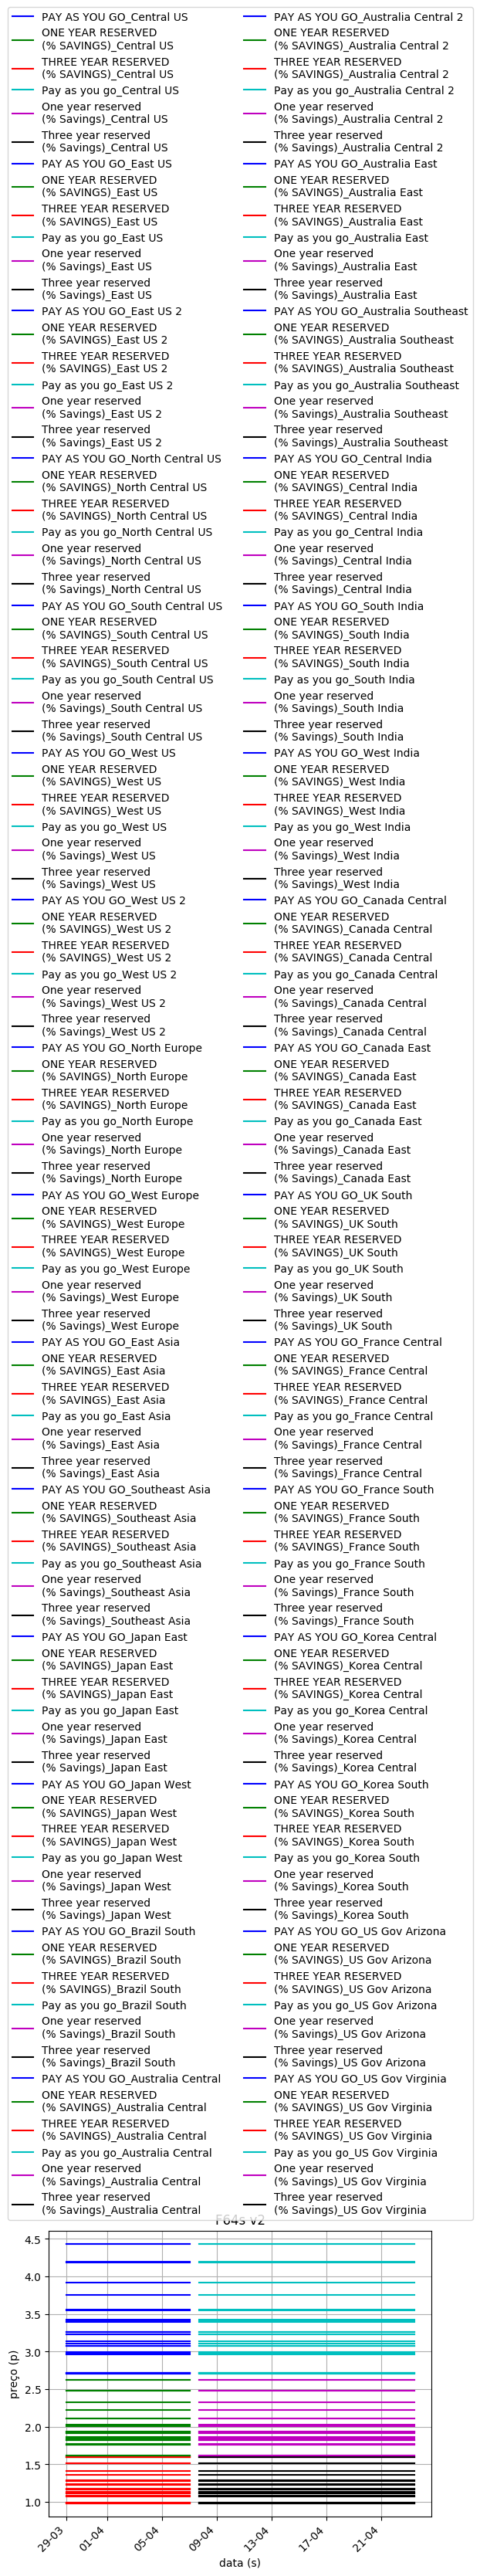 PAY AS YOU GO_Central US
ONE YEAR RESERVED
(% SAVINGS)_Central US
THREE YEAR RESERVED
(% SAVINGS)_Central US
Pay as you go_Central US
One year reserved
(% Savings)_Central US
Three year reserved
(% Savings)_Central US
PAY AS YOU GO_East US
ONE YEAR RESERVED
(% SAVINGS)_East US
THREE YEAR RESERVED
(% SAVINGS)_East US
Pay as you go_East US
One year reserved
(% Savings)_East US
Three year reserved
(% Savings)_East US
PAY AS YOU GO_East US 2
ONE YEAR RESERVED
(% SAVINGS)_East US 2
THREE YEAR RESERVED
(% SAVINGS)_East US 2
Pay as you go_East US 2
One year reserved
(% Savings)_East US 2
Three year reserved
(% Savings)_East US 2
PAY AS YOU GO_North Central US
ONE YEAR RESERVED
(% SAVINGS)_North Central US
THREE YEAR RESERVED
(% SAVINGS)_North Central US
Pay as you go_North Central US
One year reserved
(% Savings)_North Central US
Three year reserved
(% Savings)_North Central US
PAY AS YOU GO_South Central US
ONE YEAR RESERVED
(% SAVINGS)_South Central US
THREE YEAR RESERVED
(% SAVINGS)_South Central US
Pay as you go_South Central US
One year reserved
(% Savings)_South Central US
Three year reserved
(% Savings)_South Central US
PAY AS YOU GO_West US
ONE YEAR RESERVED
(% SAVINGS)_West US
THREE YEAR RESERVED
(% SAVINGS)_West US
Pay as you go_West US
One year reserved
(% Savings)_West US
Three year reserved
(% Savings)_West US
PAY AS YOU GO_West US 2
ONE YEAR RESERVED
(% SAVINGS)_West US 2
THREE YEAR RESERVED
(% SAVINGS)_West US 2
Pay as you go_West US 2
One year reserved
(% Savings)_West US 2
Three year reserved
(% Savings)_West US 2
PAY AS YOU GO_North Europe
ONE YEAR RESERVED
(% SAVINGS)_North Europe
THREE YEAR RESERVED
(% SAVINGS)_North Europe
Pay as you go_North Europe
One year reserved
(% Savings)_North Europe
Three year reserved
(% Savings)_North Europe
PAY AS YOU GO_West Europe
ONE YEAR RESERVED
(% SAVINGS)_West Europe
THREE YEAR RESERVED
(% SAVINGS)_West Europe
Pay as you go_West Europe
One year reserved
(% Savings)_West Europe
Three year reserved
(% Savings)_West Europe
PAY AS YOU GO_East Asia
ONE YEAR RESERVED
(% SAVINGS)_East Asia
THREE YEAR RESERVED
(% SAVINGS)_East Asia
Pay as you go_East Asia
One year reserved
(% Savings)_East Asia
Three year reserved
(% Savings)_East Asia
PAY AS YOU GO_Southeast Asia
ONE YEAR RESERVED
(% SAVINGS)_Southeast Asia
THREE YEAR RESERVED
(% SAVINGS)_Southeast Asia
Pay as you go_Southeast Asia
One year reserved
(% Savings)_Southeast Asia
Three year reserved
(% Savings)_Southeast Asia
PAY AS YOU GO_Japan East
ONE YEAR RESERVED
(% SAVINGS)_Japan East
THREE YEAR RESERVED
(% SAVINGS)_Japan East
Pay as you go_Japan East
One year reserved
(% Savings)_Japan East
Three year reserved
(% Savings)_Japan East
PAY AS YOU GO_Japan West
ONE YEAR RESERVED
(% SAVINGS)_Japan West
THREE YEAR RESERVED
(% SAVINGS)_Japan West
Pay as you go_Japan West
One year reserved
(% Savings)_Japan West
Three year reserved
(% Savings)_Japan West
PAY AS YOU GO_Brazil South
ONE YEAR RESERVED
(% SAVINGS)_Brazil South
THREE YEAR RESERVED
(% SAVINGS)_Brazil South
Pay as you go_Brazil South
One year reserved
(% Savings)_Brazil South
Three year reserved
(% Savings)_Brazil South
PAY AS YOU GO_Australia Central
ONE YEAR RESERVED
(% SAVINGS)_Australia Central
THREE YEAR RESERVED
(% SAVINGS)_Australia Central
Pay as you go_Australia Central
One year reserved
(% Savings)_Australia Central
Three year reserved
(% Savings)_Australia Central
PAY AS YOU GO_Australia Central 2
ONE YEAR RESERVED
(% SAVINGS)_Australia Central 2
THREE YEAR RESERVED
(% SAVINGS)_Australia Central 2
Pay as you go_Australia Central 2
One year reserved
(% Savings)_Australia Central 2
Three year reserved
(% Savings)_Australia Central 2
PAY AS YOU GO_Australia East
ONE YEAR RESERVED
(% SAVINGS)_Australia East
THREE YEAR RESERVED
(% SAVINGS)_Australia East
Pay as you go_Australia East
One year reserved
(% Savings)_Australia East
Three year reserved
(% Savings)_Australia East
PAY AS YOU GO_Australia Southeast
ONE YEAR RESERVED
(% SAVINGS)_Australia Southeast
THREE YEAR RESERVED
(% SAVINGS)_Australia Southeast
Pay as you go_Australia Southeast
One year reserved
(% Savings)_Australia Southeast
Three year reserved
(% Savings)_Australia Southeast
PAY AS YOU GO_Central India
ONE YEAR RESERVED
(% SAVINGS)_Central India
THREE YEAR RESERVED
(% SAVINGS)_Central India
Pay as you go_Central India
One year reserved
(% Savings)_Central India
Three year reserved
(% Savings)_Central India
PAY AS YOU GO_South India
ONE YEAR RESERVED
(% SAVINGS)_South India
THREE YEAR RESERVED
(% SAVINGS)_South India
Pay as you go_South India
One year reserved
(% Savings)_South India
Three year reserved
(% Savings)_South India
PAY AS YOU GO_West India
ONE YEAR RESERVED
(% SAVINGS)_West India
THREE YEAR RESERVED
(% SAVINGS)_West India
Pay as you go_West India
One year reserved
(% Savings)_West India
Three year reserved
(% Savings)_West India
PAY AS YOU GO_Canada Central
ONE YEAR RESERVED
(% SAVINGS)_Canada Central
THREE YEAR RESERVED
(% SAVINGS)_Canada Central
Pay as you go_Canada Central
One year reserved
(% Savings)_Canada Central
Three year reserved
(% Savings)_Canada Central
PAY AS YOU GO_Canada East
ONE YEAR RESERVED
(% SAVINGS)_Canada East
THREE YEAR RESERVED
(% SAVINGS)_Canada East
Pay as you go_Canada East
One year reserved
(% Savings)_Canada East
Three year reserved
(% Savings)_Canada East
PAY AS YOU GO_UK South
ONE YEAR RESERVED
(% SAVINGS)_UK South
THREE YEAR RESERVED
(% SAVINGS)_UK South
Pay as you go_UK South
One year reserved
(% Savings)_UK South
Three year reserved
(% Savings)_UK South
PAY AS YOU GO_France Central
ONE YEAR RESERVED
(% SAVINGS)_France Central
THREE YEAR RESERVED
(% SAVINGS)_France Central
Pay as you go_France Central
One year reserved
(% Savings)_France Central
Three year reserved
(% Savings)_France Central
PAY AS YOU GO_France South
ONE YEAR RESERVED
(% SAVINGS)_France South
THREE YEAR RESERVED
(% SAVINGS)_France South
Pay as you go_France South
One year reserved
(% Savings)_France South
Three year reserved
(% Savings)_France South
PAY AS YOU GO_Korea Central
ONE YEAR RESERVED
(% SAVINGS)_Korea Central
THREE YEAR RESERVED
(% SAVINGS)_Korea Central
Pay as you go_Korea Central
One year reserved
(% Savings)_Korea Central
Three year reserved
(% Savings)_Korea Central
PAY AS YOU GO_Korea South
ONE YEAR RESERVED
(% SAVINGS)_Korea South
THREE YEAR RESERVED
(% SAVINGS)_Korea South
Pay as you go_Korea South
One year reserved
(% Savings)_Korea South
Three year reserved
(% Savings)_Korea South
PAY AS YOU GO_US Gov Arizona
ONE YEAR RESERVED
(% SAVINGS)_US Gov Arizona
THREE YEAR RESERVED
(% SAVINGS)_US Gov Arizona
Pay as you go_US Gov Arizona
One year reserved
(% Savings)_US Gov Arizona
Three year reserved
(% Savings)_US Gov Arizona
PAY AS YOU GO_US Gov Virginia
ONE YEAR RESERVED
(% SAVINGS)_US Gov Virginia
THREE YEAR RESERVED
(% SAVINGS)_US Gov Virginia
Pay as you go_US Gov Virginia
One year reserved
(% Savings)_US Gov Virginia
Three year reserved
(% Savings)_US Gov Virginia
F64s v2
4.5
4.0
3.5
3.0
2.5
2.0
1.5
1.0
preço (p)
29-03
01-04
05-04
09-04
13-04
17-04
21-04
data (s)